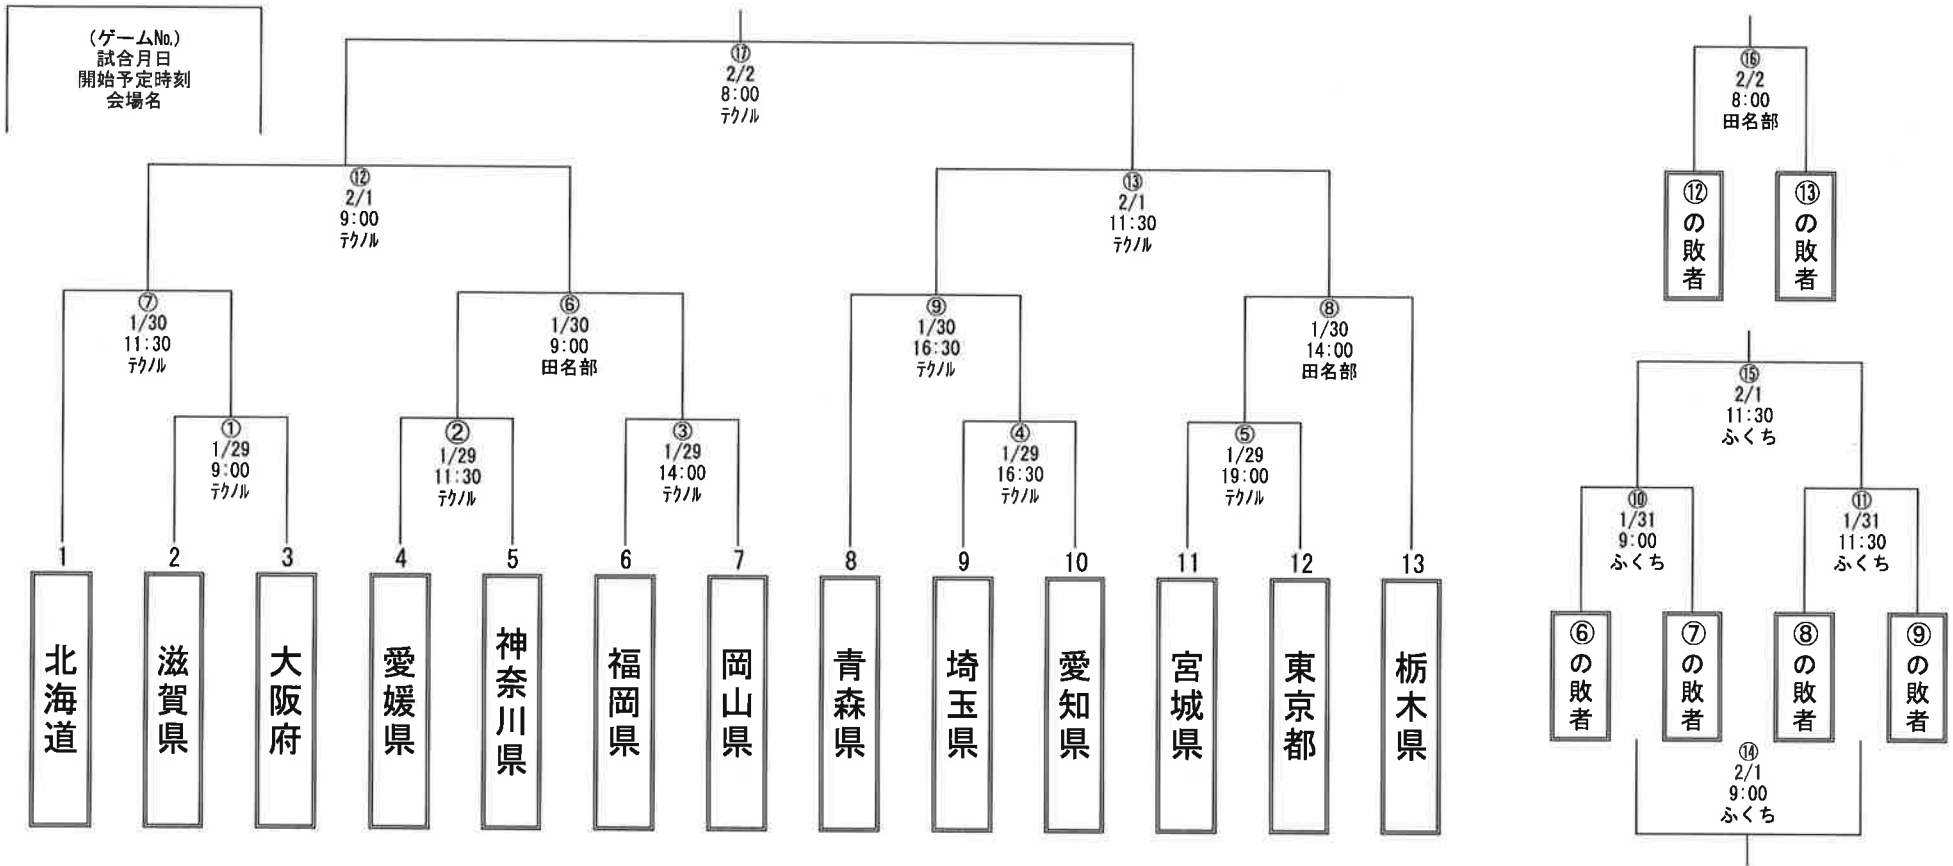 (ゲームNo.)
試合月日
開始予定時刻
会場名
⑰
2/2
8:00
ﾃｸﾉﾙ
⑫
2/1
9:00
ﾃｸﾉﾙ
⑬
2/1
11:30
ﾃｸﾉﾙ
⑦
1/30
11:30
ﾃｸﾉﾙ
⑥
1/30
9:00
田名部
⑨
1/30
16:30
ﾃｸﾉﾙ
⑧
1/30
14:00
田名部
①
1/29
9:00
ﾃｸﾉﾙ
②
1/29
11:30
ﾃｸﾉﾙ
③
1/29
14:00
ﾃｸﾉﾙ
④
1/29
16:30
ﾃｸﾉﾙ
⑤
1/29
19:00
ﾃｸﾉﾙ
1
北海道
2
滋賀県
3
大阪府
4
愛媛県
5
神奈川県
6
福岡県
7
岡山県
8
青森県
9
埼玉県
10
愛知県
11
宮城県
12
東京都
13
栃木県
⑯
2/2
8:00
田名部
⑫の敗者
⑬の敗者
⑮
2/1
11:30
ふくち
⑩
1/31
9:00
ふくち
⑪
1/31
11:30
ふくち
⑥の敗者
⑦の敗者
⑧の敗者
⑨の敗者
⑭
2/1
9:00
ふくち